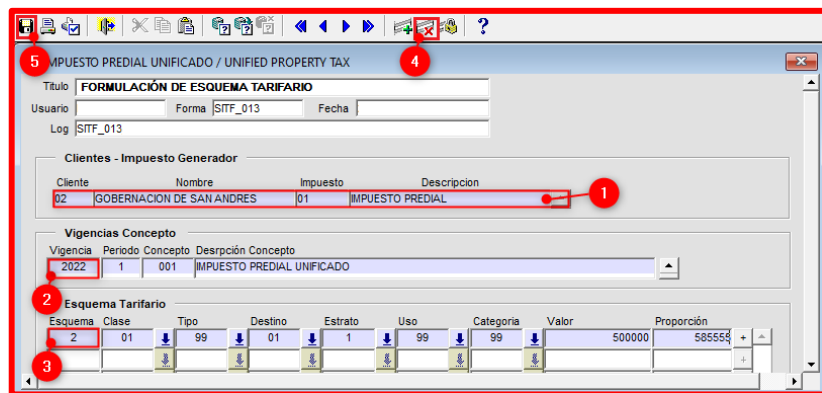 ?
5
4
IMPUESTO PREDIAL UNIFICADO / UNIFIED PROPERTY TAX
Titulo FORMULACIÓN DE ESQUEMA TARIFARIO
Usuario Forma SITF_013 Fecha
Log SITF_013
Clientes - Impuesto Generador
Cliente Nombre Impuesto Descripcion
02 GOBERNACION DE SAN ANDRES 01 IMPUESTO PREDIAL
1
Vigencias Concepto
Vigencia Periodo Concepto Desrpción Concepto
2022 1 001 IMPUESTO PREDIAL UNIFICADO
2
Esquema Tarifario
Esquema Clase Tipo Destino Estrato Uso Categoria Valor Proporción
2 01 99 01 1 99 99 500000 585555 +
3
+